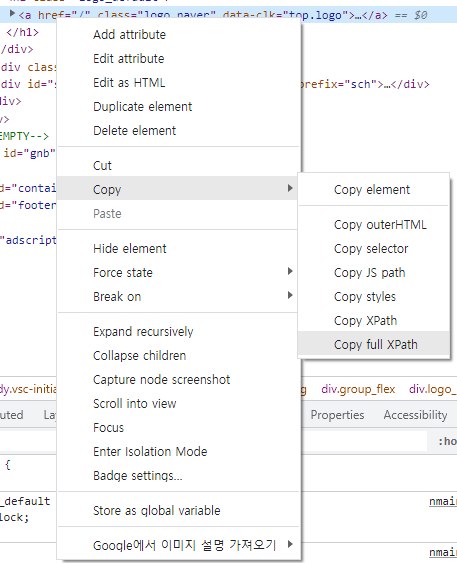 <a href="/" class="logo_naver" data-clk="top.logo">…</a> == $0
</h1>
Add attribute
/div>
Edit attribute
div class
Edit as HTML
div id="s
prefix="sch">…</div>
Duplicate element
div>
Delete element
EMPTY-->
id="gnb"
Cut
d="contai
Copy
Copy element
d="footer
Paste
Copy outerHTML
"adscript
Hide element
Copy selector
Force state
Copy JS path
Break on
Copy styles
Copy XPath
Expand recursively
Copy full XPath
Collapse children
Capture node screenshot
dy.vsc-initia
g
div.group_flex
div.logo_
Scroll into view
uted
La
Properties
Accessibility
Focus
:ho
Enter Isolation Mode
{
Badge settings…
_default
nmain
Store as global variable
lock;
Google에서 이미지 설명 가져오기
nmain